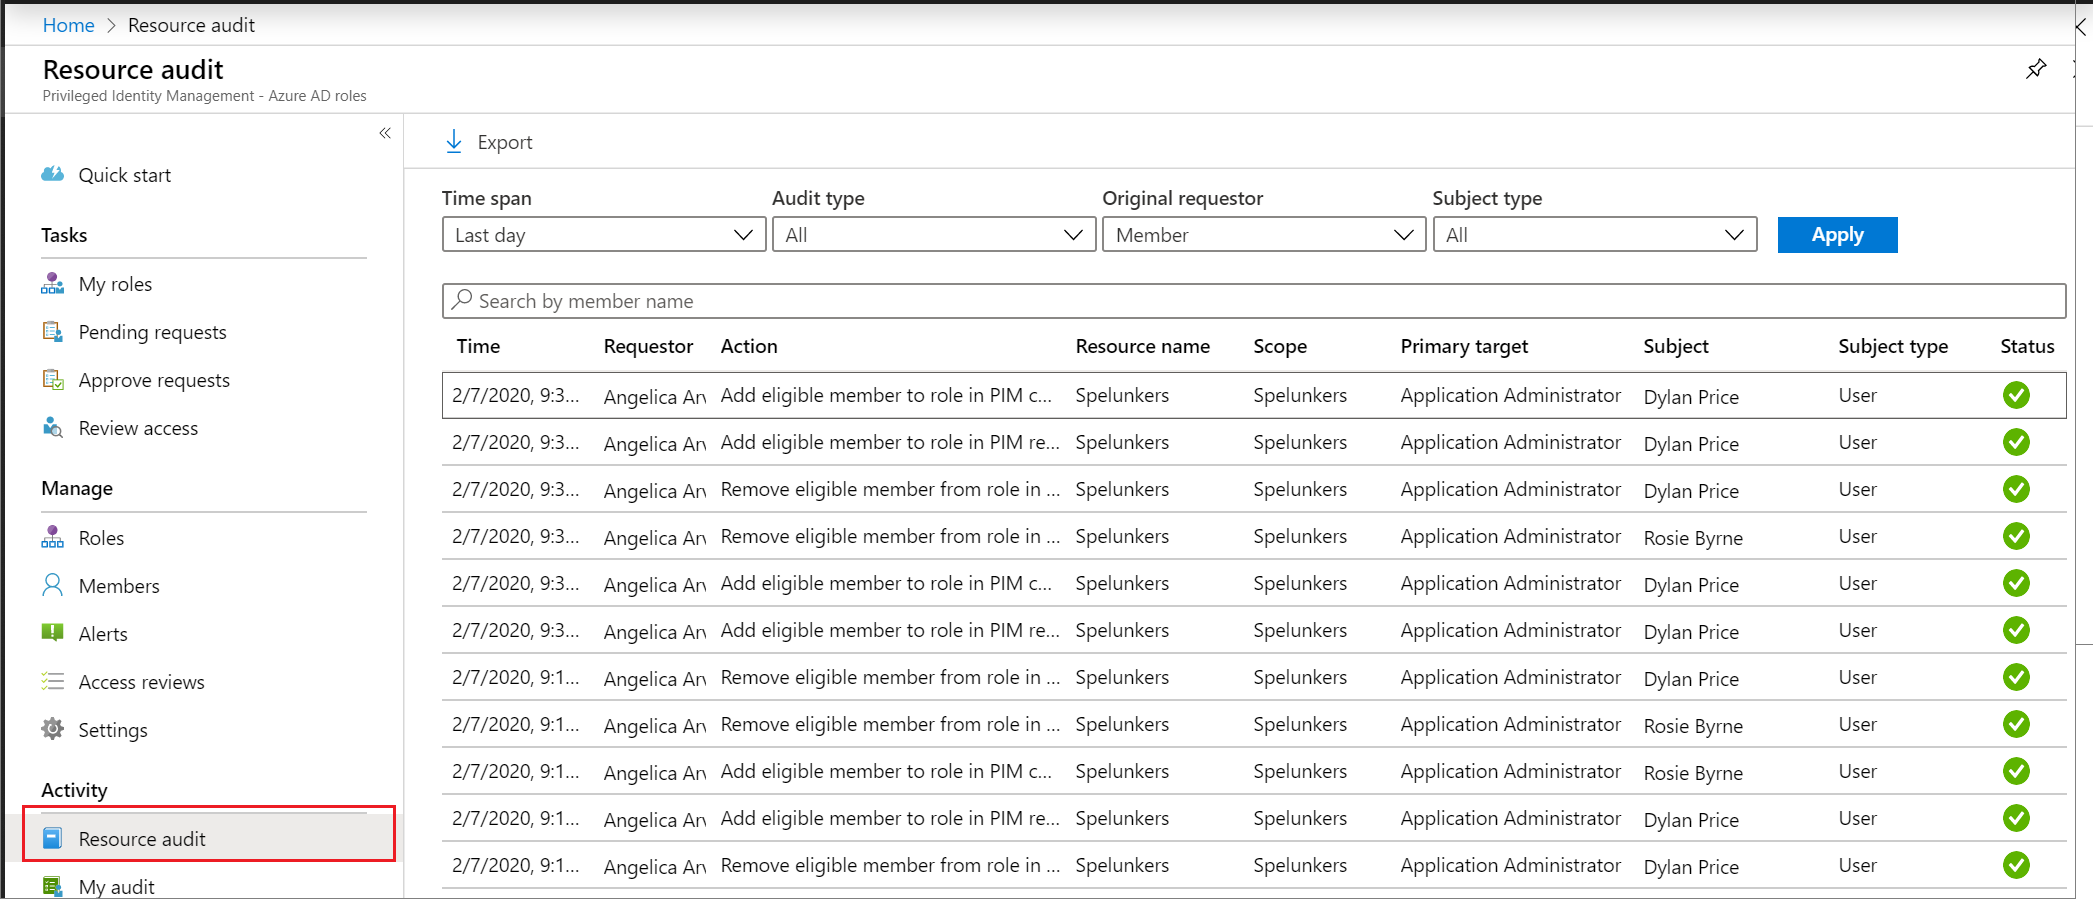 Home > Resource audit
Resource audit
Privileged Identity Management - Azure AD roles
«
Quick start
Tasks
My roles
Pending requests
Approve requests
Review access
Manage
Roles
Members
Alerts
Access reviews
Settings
Activity
Resource audit
My audit
Export
Time span Audit type Original requestor Subject type
Last day All Member All Apply
Search by member name
Time Requestor Action Resource name Scope Primary target Subject Subject type Status
2/7/2020, 9:3... Angelica Arv Add eligible member to role in PIM c... Spelunkers Spelunkers Application Administrator Dylan Price User
2/7/2020, 9:3... Angelica Arv Add eligible member to role in PIM re... Spelunkers Spelunkers Application Administrator Dylan Price User
2/7/2020, 9:3... Angelica Arv Remove eligible member from role in ... Spelunkers Spelunkers Application Administrator Dylan Price User
2/7/2020, 9:3... Angelica Arv Remove eligible member from role in ... Spelunkers Spelunkers Application Administrator Rosie Byrne User
2/7/2020, 9:3... Angelica Arv Add eligible member to role in PIM c... Spelunkers Spelunkers Application Administrator Dylan Price User
2/7/2020, 9:3... Angelica Arv Add eligible member to role in PIM re... Spelunkers Spelunkers Application Administrator Dylan Price User
2/7/2020, 9:1... Angelica Arv Remove eligible member from role in ... Spelunkers Spelunkers Application Administrator Dylan Price User
2/7/2020, 9:1... Angelica Arv Remove eligible member from role in ... Spelunkers Spelunkers Application Administrator Rosie Byrne User
2/7/2020, 9:1... Angelica Arv Add eligible member to role in PIM c... Spelunkers Spelunkers Application Administrator Rosie Byrne User
2/7/2020, 9:1... Angelica Arv Add eligible member to role in PIM re... Spelunkers Spelunkers Application Administrator Dylan Price User
2/7/2020, 9:1... Angelica Arv Remove eligible member from role in ... Spelunkers Spelunkers Application Administrator Dylan Price User